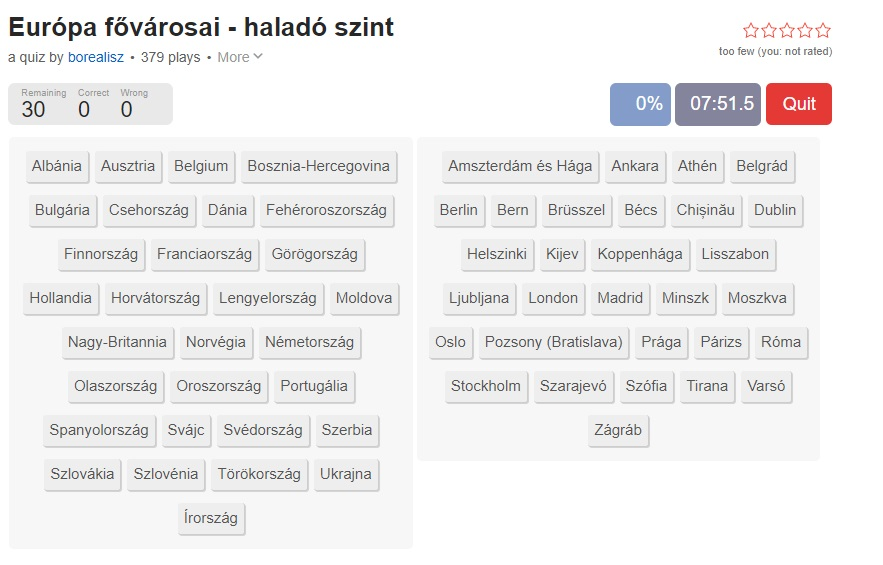 Európa fővárosai - haladó szint
a quiz by borealisz • 379 plays • More
too few (you: not rated)
Remaining Correct Wrong
30 0 0
0% 07:51.5 Quit
Albánia Ausztria Belgium Bosznia-Hercegovina
Bulgária Csehország Dánia Fehéroroszország
Finnország Franciaország Görögország
Hollandia Horvátország Lengyelország Moldova
Nagy-Britannia Norvégia Németország
Olaszország Oroszország Portugália
Spanyolország Svájc Svédország Szerbia
Szlovákia Szlovénia Törökország Ukrajna
Írország
Amszterdám és Hága Ankara Athén Belgrád
Berlin Bern Brüsszel Bécs Chișinău Dublin
Helszinki Kijev Koppenhága Lisszabon
Ljubljana London Madrid Minszk Moszkva
Oslo Pozsony (Bratislava) Prága Párizs Róma
Stockholm Szarajevó Szófia Tirana Varsó
Zágráb